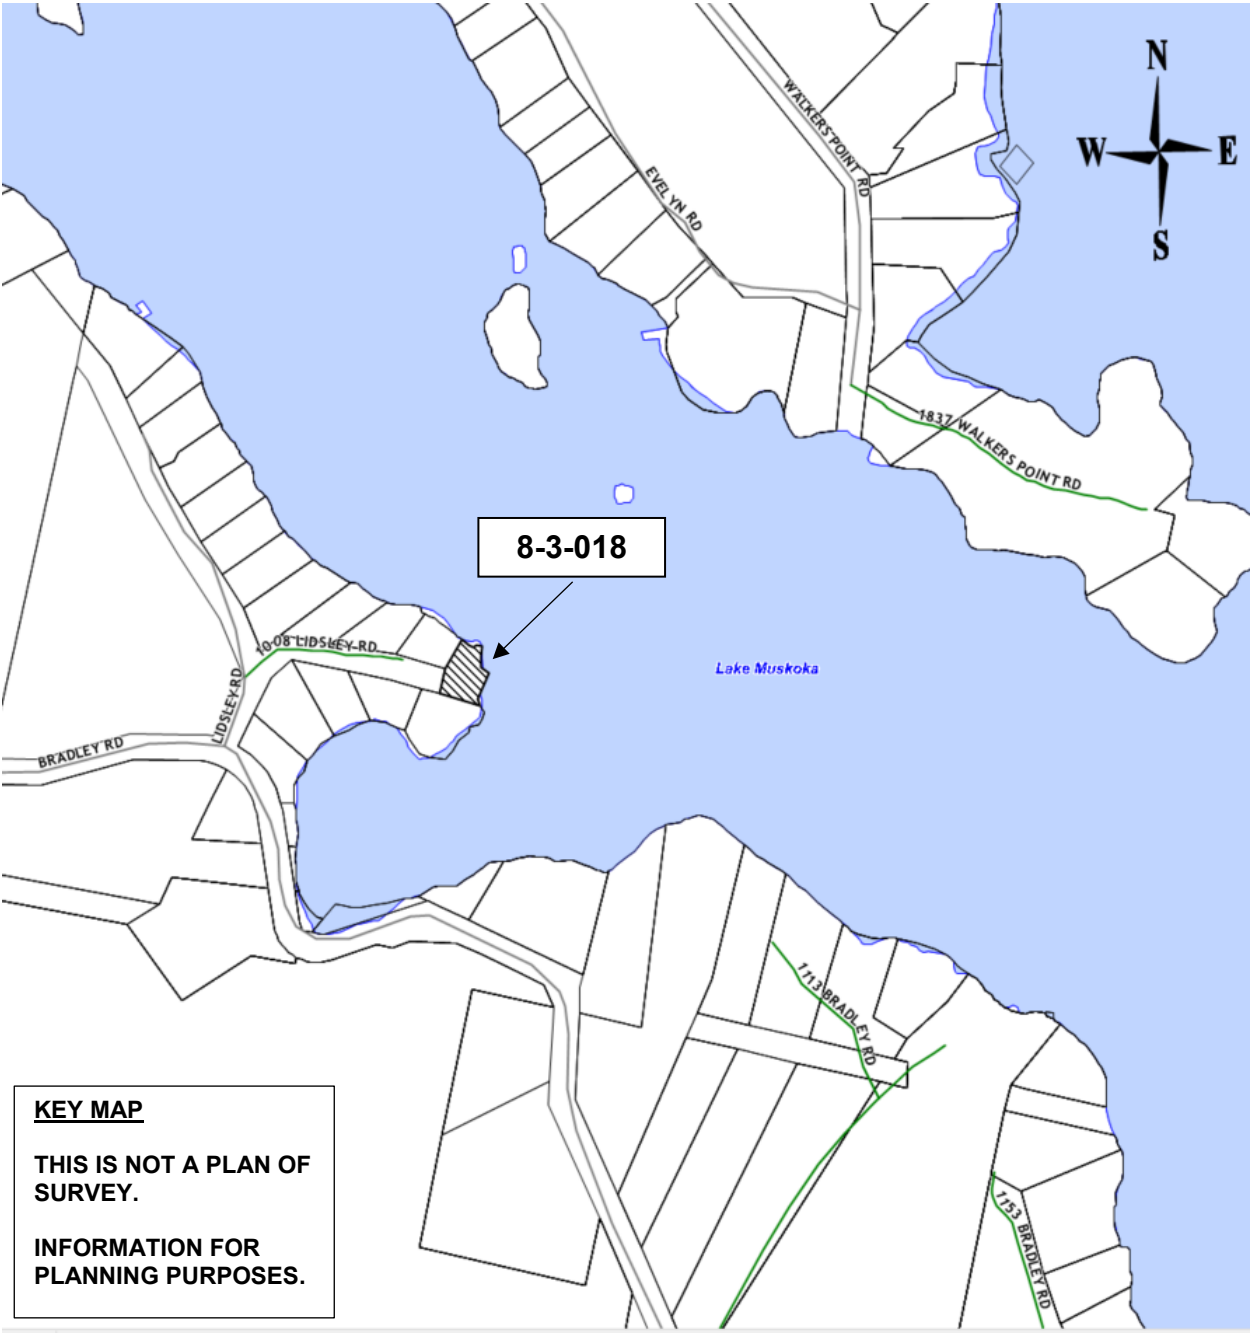 N
W E
S
WALKERS POINT RD
EVELYN RD
1837 WALKERS POINT RD
8-3-018
1008 LIDSLEY RD
Lake Muskoka
LIDSLEY RD
BRADLEY RD
1113 BRADLEY RD
1153 BRADLEY RD
KEY MAP
THIS IS NOT A PLAN OF
SURVEY.
INFORMATION FOR
PLANNING PURPOSES.